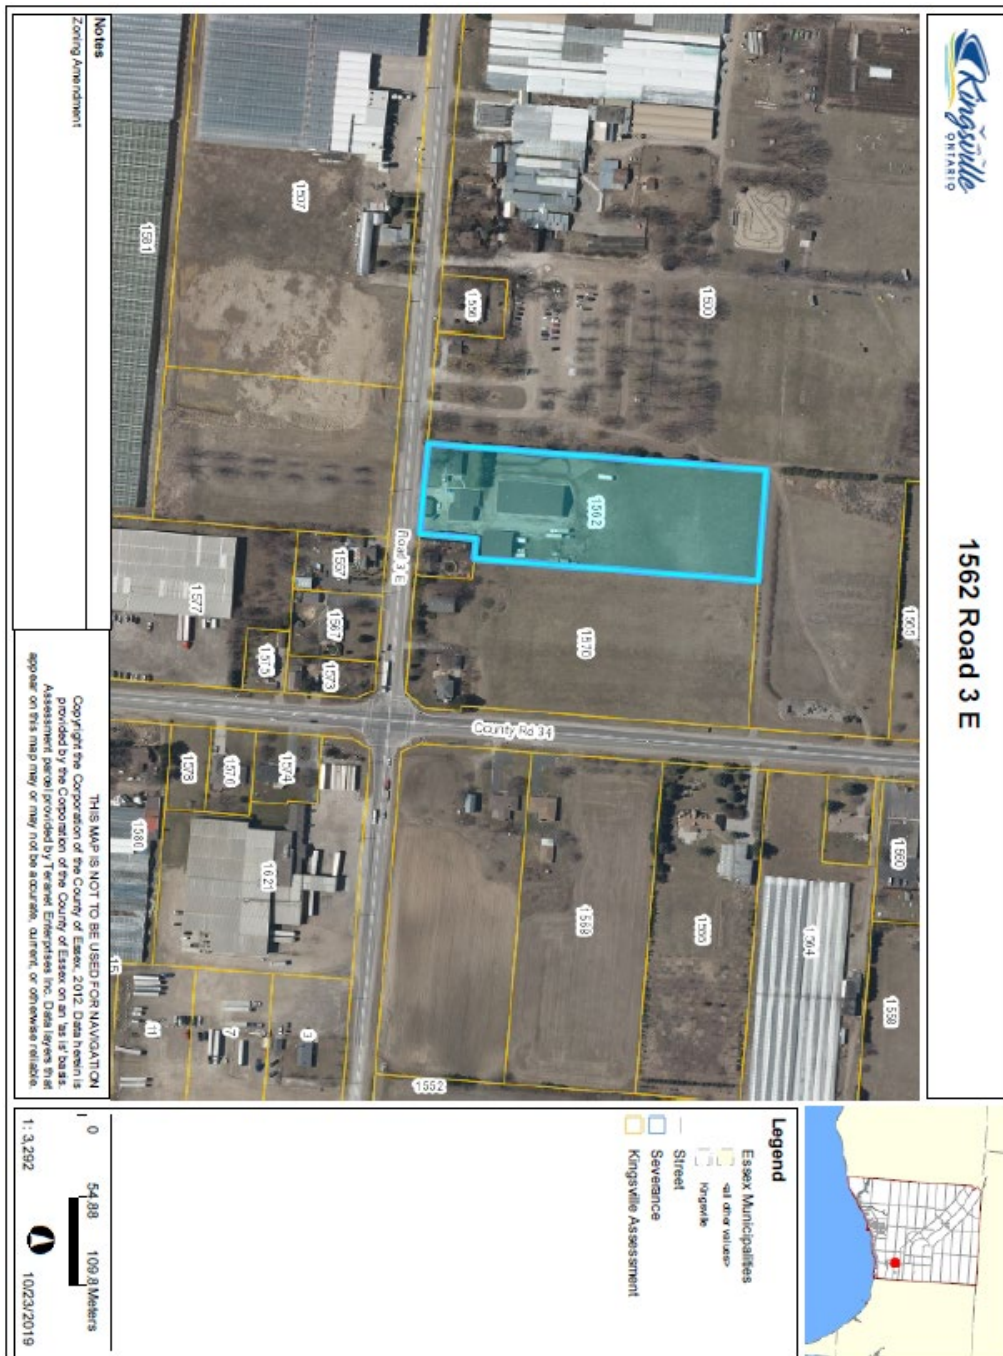 Kingsville
ONTARIO
1562 Road 3 E
1500
1556
1507
1581
1562
1565
1570
Road 3 E
1557
1567
1573
1575
1577
County Rd 34
1574
1576
1578
1621
1580
1568
1566
1564
1560
1558
1552
3
7
11
15
Notes
Zoning Amendment
THIS MAP IS NOT TO BE USED FOR NAVIGATION
Copyright the Corporation of the County of Essex, 2012. Data herein is
provided by the Corporation of the County of Essex on an 'as is' basis.
Assessment parcel provided by Teranet Enterprises Inc. Data layers that
appear on this map may or may not be accurate, current, or otherwise reliable.
Legend
Essex Municipalities
<all other values>
Kingsville
Street
Severance
Kingsville Assessment
0 54.88 109.8 Meters
1: 3,292
10/23/2019